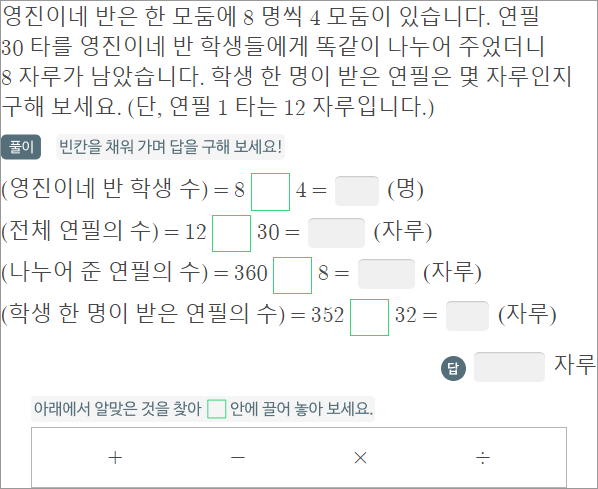 영진이네 반은 한 모둠에 8 명씩 4 모둠이 있습니다. 연필
30 타를 영진이네 반 학생들에게 똑같이 나누어 주었더니
8 자루가 남았습니다. 학생 한 명이 받은 연필은 몇 자루인지
구해 보세요. (단, 연필 1 타는 12 자루입니다.)
풀이 빈칸을 채워 가며 답을 구해 보세요!
(영진이네 반 학생 수) = 8 4 = (명)
(전체 연필의 수) = 12 30 = (자루)
(나누어 준 연필의 수) = 360 8 = (자루)
(학생 한 명이 받은 연필의 수) = 352 32 = (자루)
답 자루
아래에서 알맞은 것을 찾아 안에 끌어 놓아 보세요.
+ − × ÷